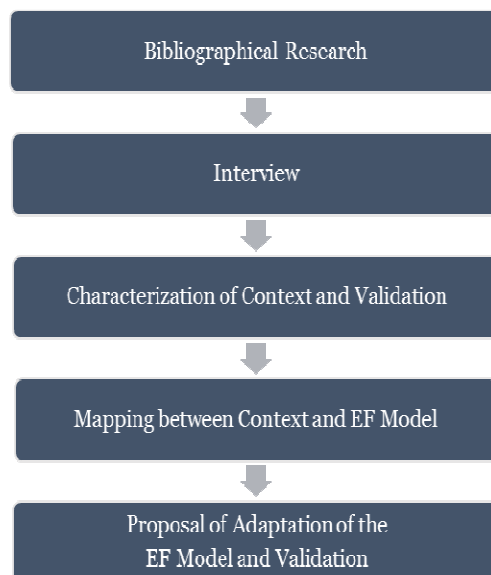 Bibliographical Research
Interview
Characterization of Context and Validation
Mapping between Context and EF Model
Proposal of Adaptation of the
EF Model and Validation